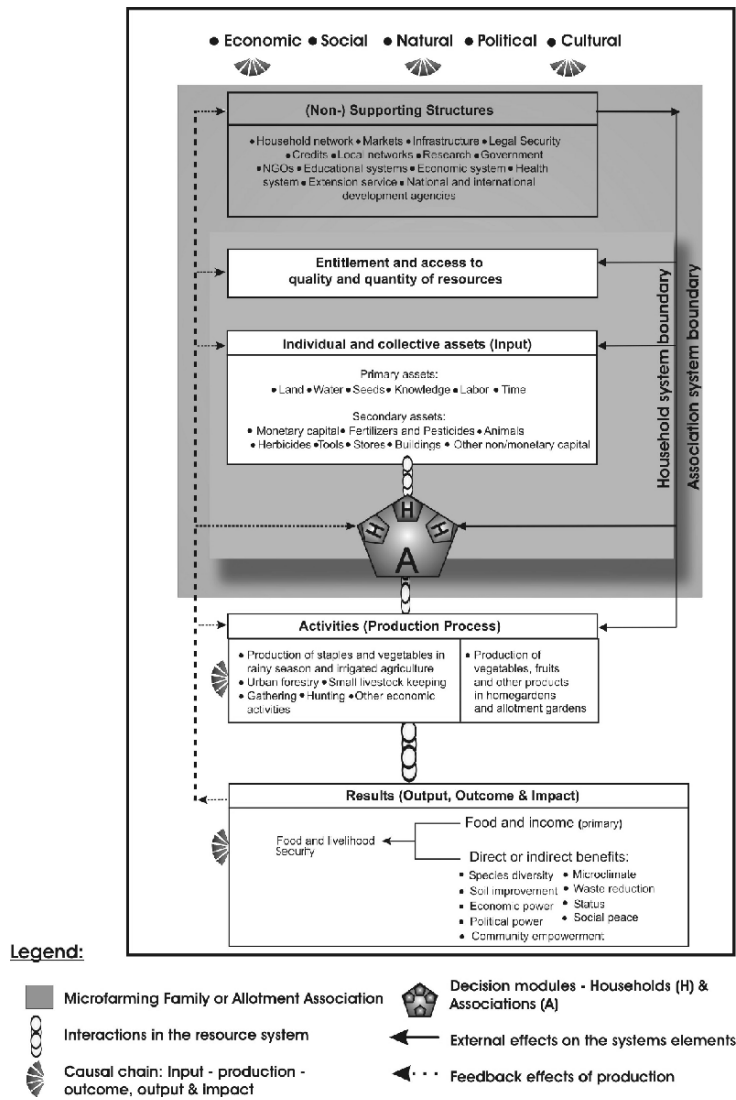 ● Economic ● Social ● Natural ● Political ● Cultural
(Non-) Supporting Structures
● Household network ● Markets ● Infrastructure ● Legal Security
● Credits ● Local networks ● Research ● Government
● NGOs ● Educational systems ● Economic system ● Health
system ● Extension service ● National and international
development agencies
Entitlement and access to
quality and quantity of resources
Individual and collective assets (Input)
Primary assets:
● Land ● Water ● Seeds ● Knowledge ● Labor ● Time
Secondary assets:
● Monetary capital ● Fertilizers and Pesticides ● Animals
● Herbicides ● Tools ● Stores ● Buildings ● Other non/monetary capital
Household system boundary
Association system boundary
H
H
H
A
Activities (Production Process)
● Production of staples and vegetables in
rainy season and irrigated agriculture
● Urban forestry ● Small livestock keeping
● Gathering ● Hunting ● Other economic
activities
● Production of
vegetables, fruits
and other products
in homegardens
and allotment gardens
Results (Output, Outcome & Impact)
Food and livelihood
Security
Food and income (primary)
Direct or indirect benefits:
● Species diversity
● Soil improvement
● Economic power
● Political power
● Community empowerment
● Microclimate
● Waste reduction
● Status
● Social peace
Legend:
Microfarming Family or Allotment Association
Interactions in the resource system
Causal chain: Input - production -
outcome, output & Impact
Decision modules - Households (H) &
Associations (A)
External effects on the systems elements
Feedback effects of production